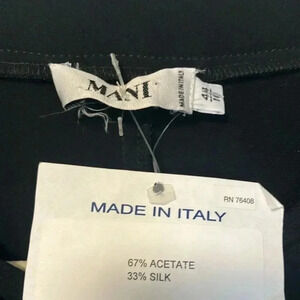 MANI
MADE IN ITALY
RN 76408
MADE IN ITALY
67% ACETATE
33% SILK